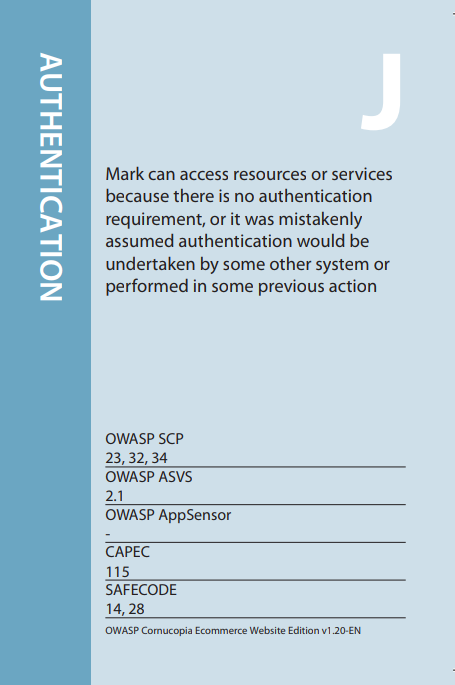 AUTHENTICATION
J
Mark can access resources or services
because there is no authentication
requirement, or it was mistakenly
assumed authentication would be
undertaken by some other system or
performed in some previous action
OWASP SCP
23, 32, 34
OWASP ASVS
2.1
OWASP AppSensor
-
CAPEC
115
SAFECODE
14, 28
OWASP Cornucopia Ecommerce Website Edition v1.20-EN